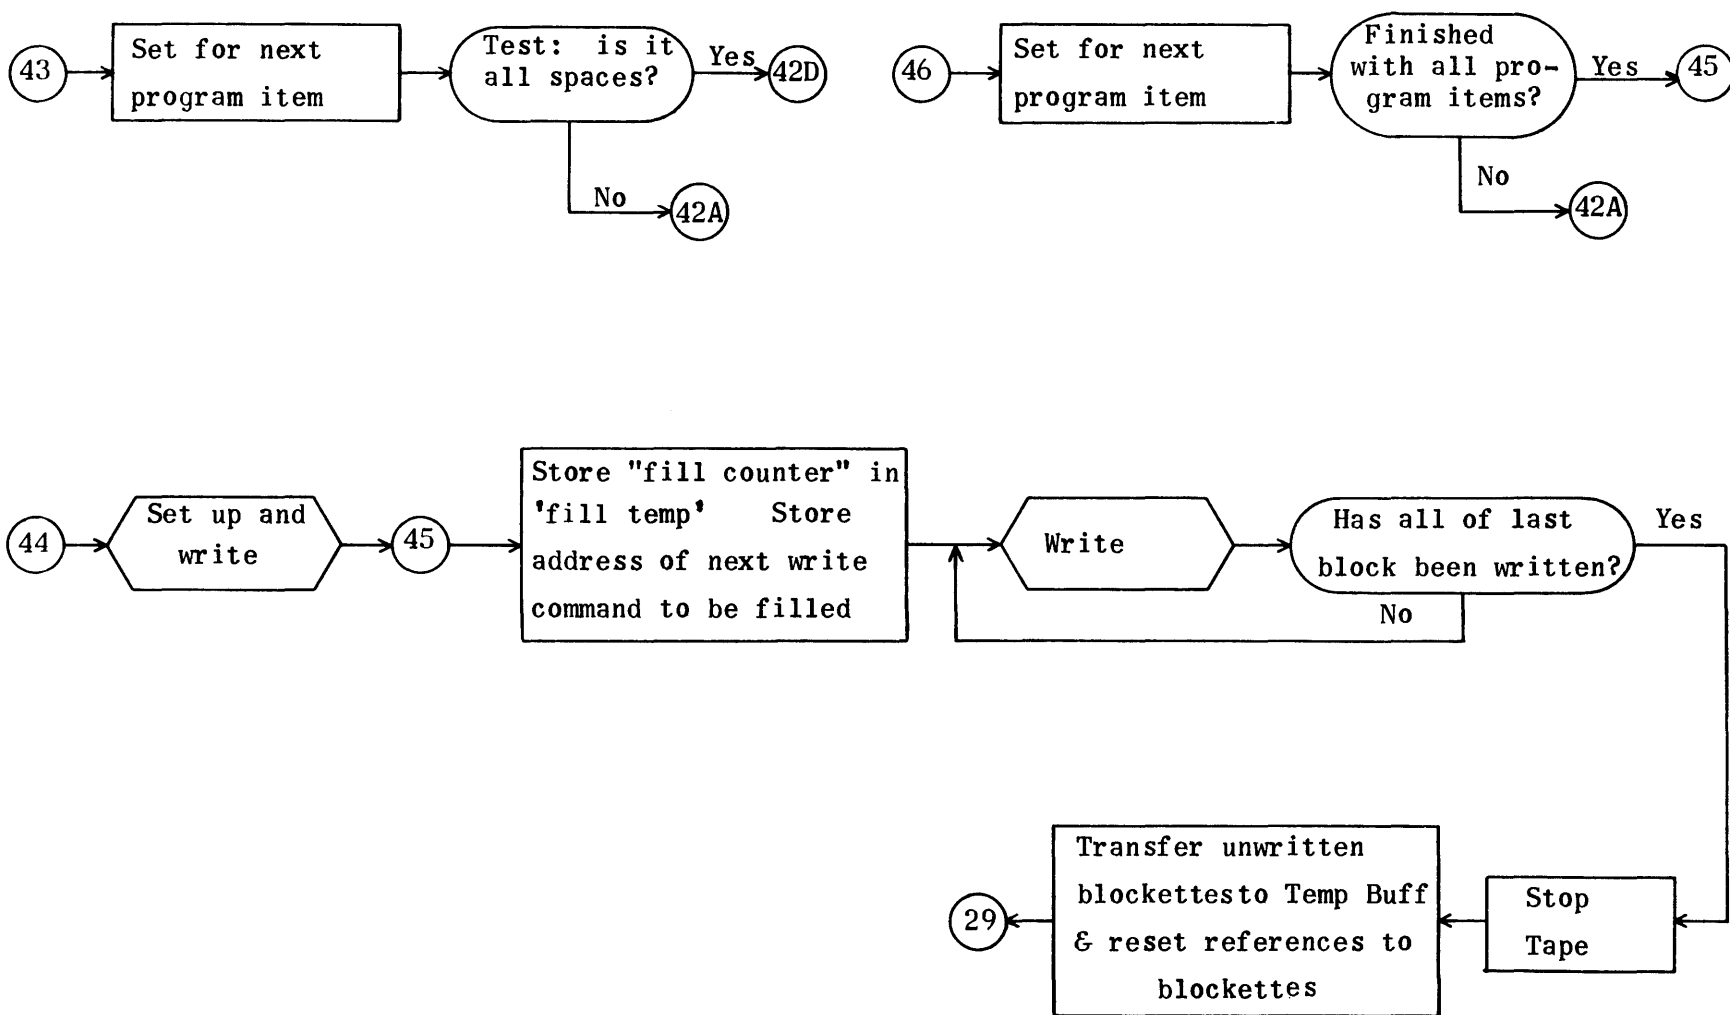 43
Set for next
program item
Test: is it
all spaces?
Yes
42D
No
42A
46
Set for next
program item
Finished
with all pro-
gram items?
Yes
45
No
42A
44
Set up and
write
45
Store "fill counter" in
'fill temp' Store
address of next write
command to be filled
Write
Has all of last
block been written?
Yes
No
Stop
Tape
Transfer unwritten
blockettesto Temp Buff
& reset references to
blockettes
29